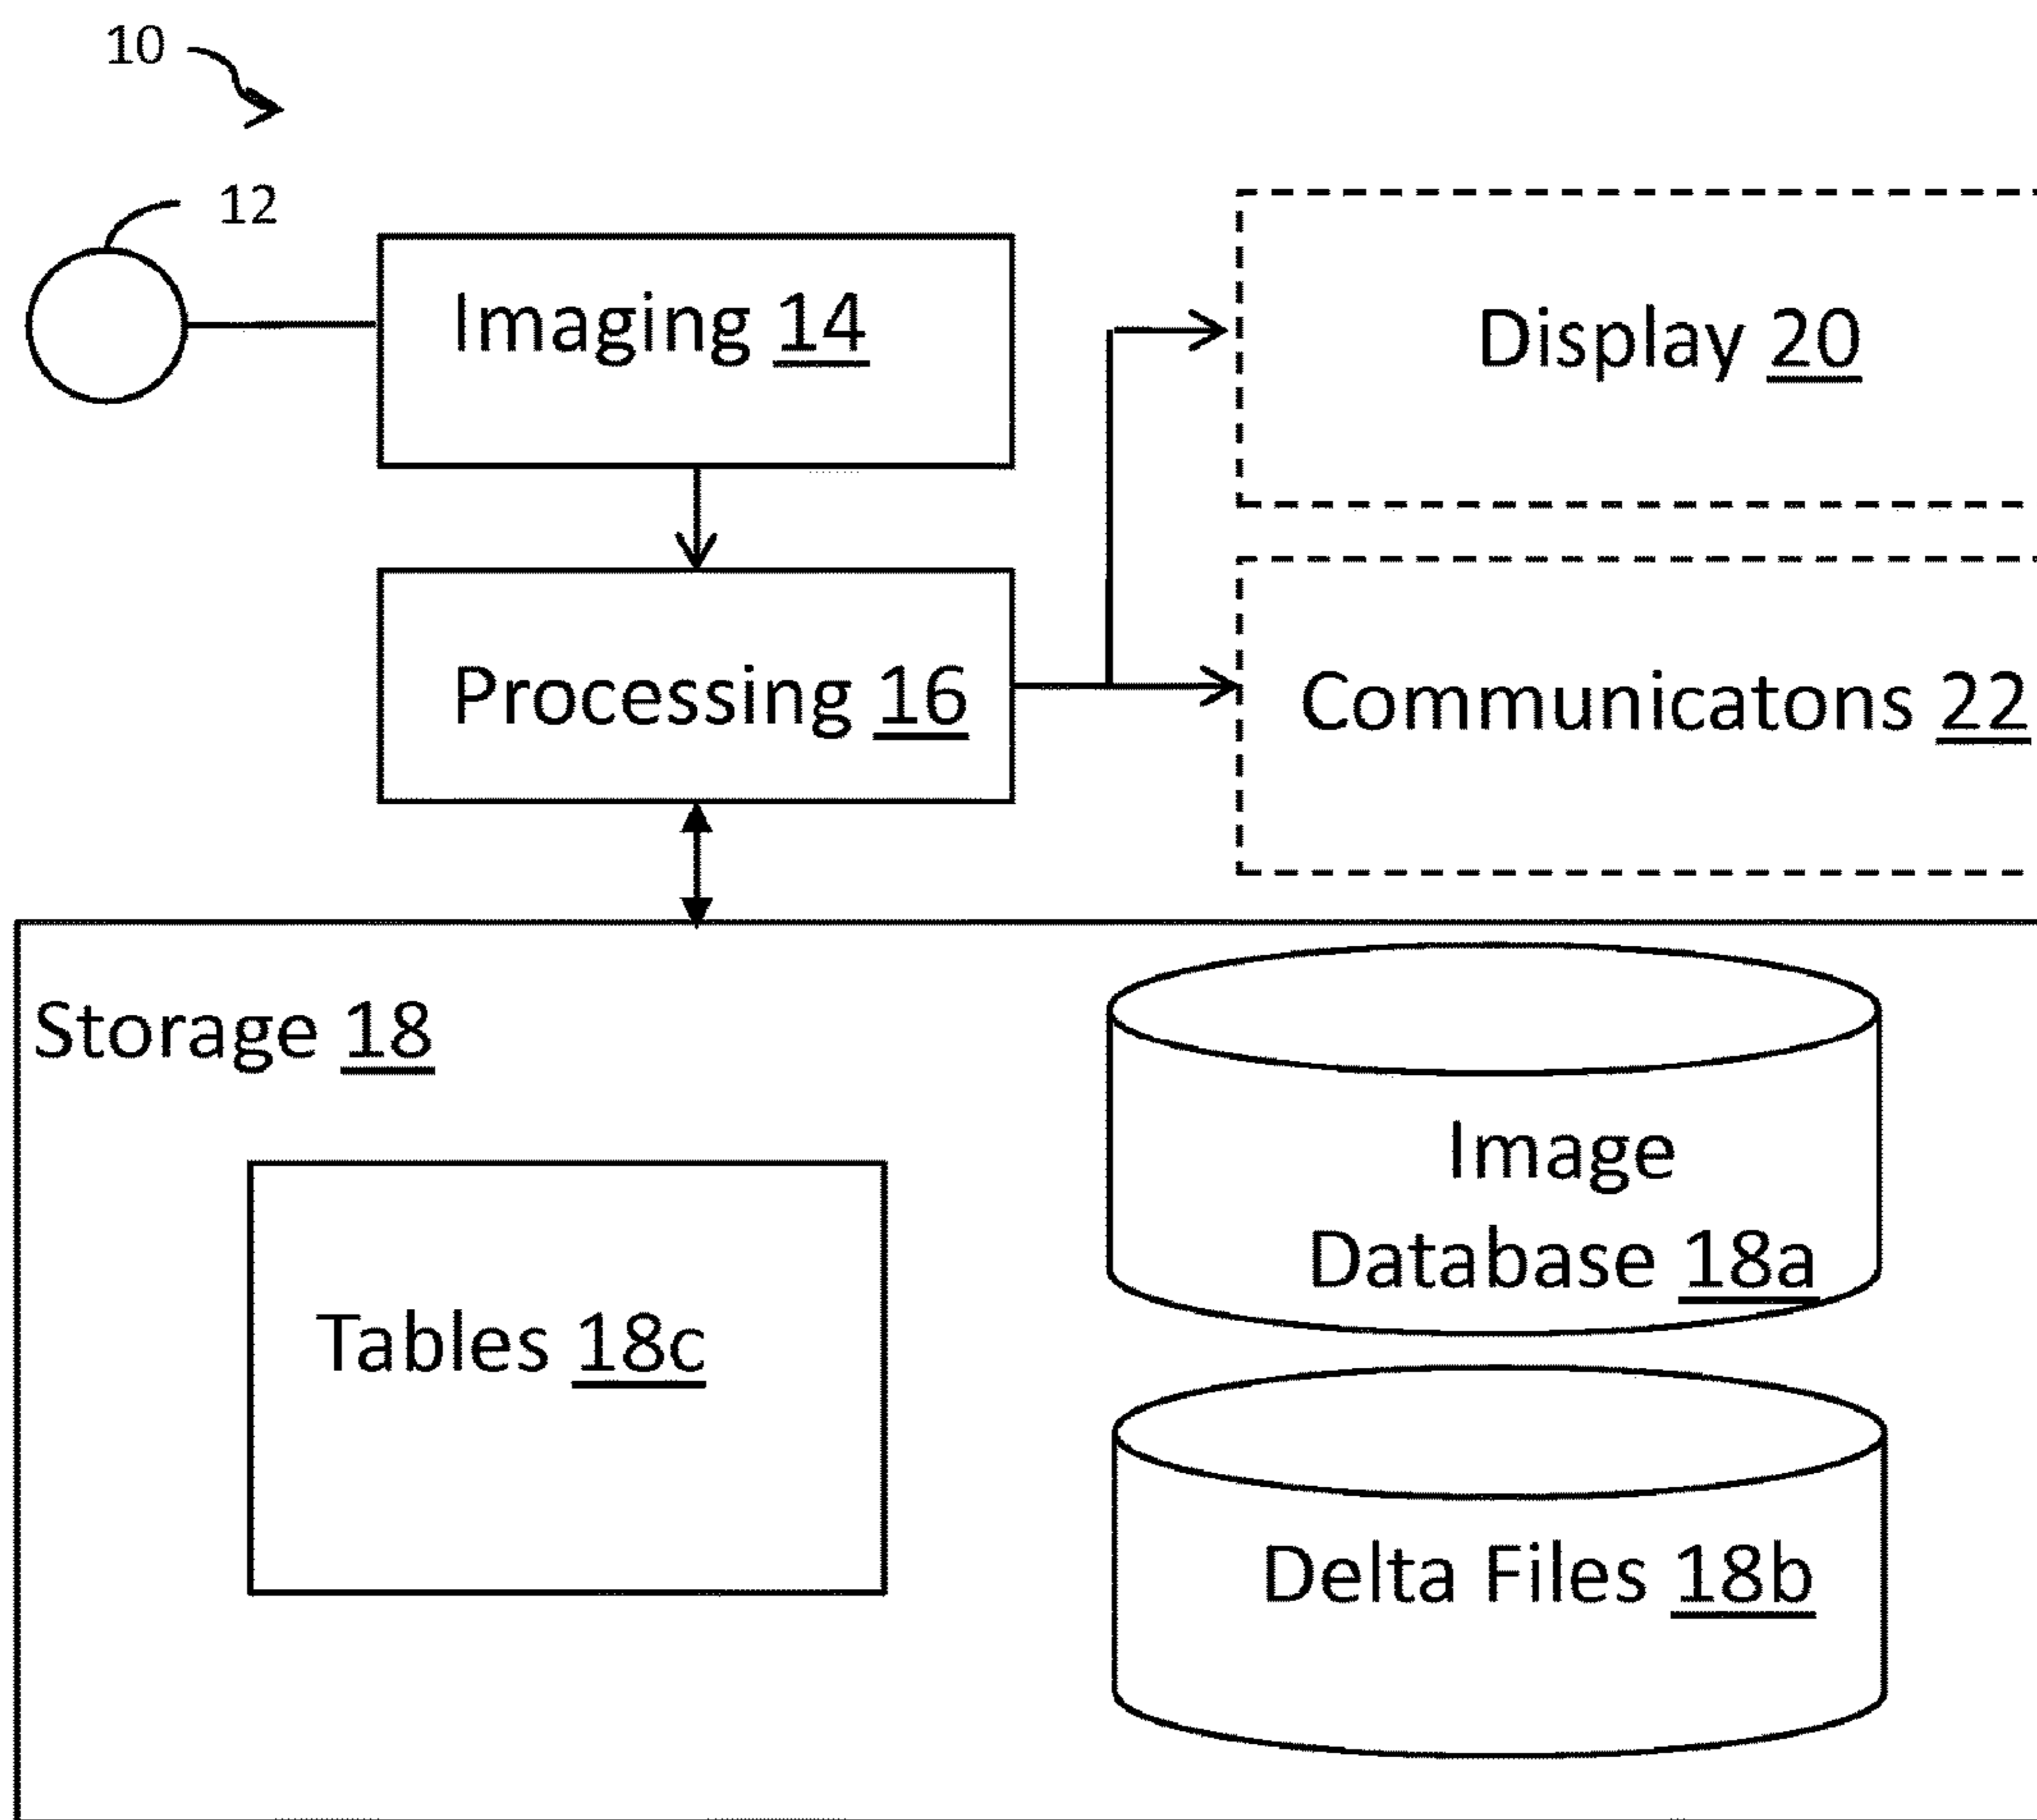 10
12
Imaging 14
Display 20
Processing 16
Communicatons 22
Storage 18
Image
Database 18a
Tables 18c
Delta Files 18b